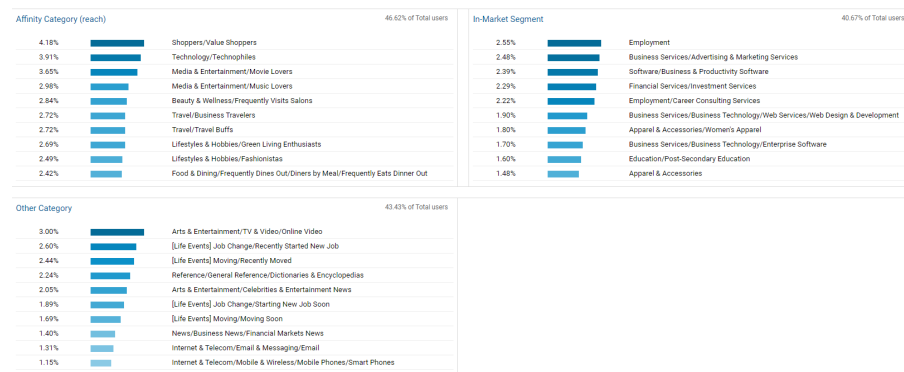 Affinity Category (reach) 46.62% of Total users
4.18% Shoppers/Value Shoppers
3.91% Technology/Technophiles
3.65% Media & Entertainment/Movie Lovers
2.98% Media & Entertainment/Music Lovers
2.84% Beauty & Wellness/Frequently Visits Salons
2.72% Travel/Business Travelers
2.72% Travel/Travel Buffs
2.69% Lifestyles & Hobbies/Green Living Enthusiasts
2.49% Lifestyles & Hobbies/Fashionistas
2.42% Food & Dining/Frequently Dines Out/Diners by Meal/Frequently Eats Dinner Out
In-Market Segment 40.67% of Total users
2.55% Employment
2.48% Business Services/Advertising & Marketing Services
2.39% Software/Business & Productivity Software
2.29% Financial Services/Investment Services
2.22% Employment/Career Consulting Services
1.90% Business Services/Business Technology/Web Services/Web Design & Development
1.80% Apparel & Accessories/Women's Apparel
1.70% Business Services/Business Technology/Enterprise Software
1.60% Education/Post-Secondary Education
1.48% Apparel & Accessories
Other Category 43.43% of Total users
3.00% Arts & Entertainment/TV & Video/Online Video
2.60% [Life Events] Job Change/Recently Started New Job
2.44% [Life Events] Moving/Recently Moved
2.24% Reference/General Reference/Dictionaries & Encyclopedias
2.05% Arts & Entertainment/Celebrities & Entertainment News
1.89% [Life Events] Job Change/Starting New Job Soon
1.69% [Life Events] Moving/Moving Soon
1.40% News/Business News/Financial Markets News
1.31% Internet & Telecom/Email & Messaging/Email
1.15% Internet & Telecom/Mobile & Wireless/Mobile Phones/Smart Phones